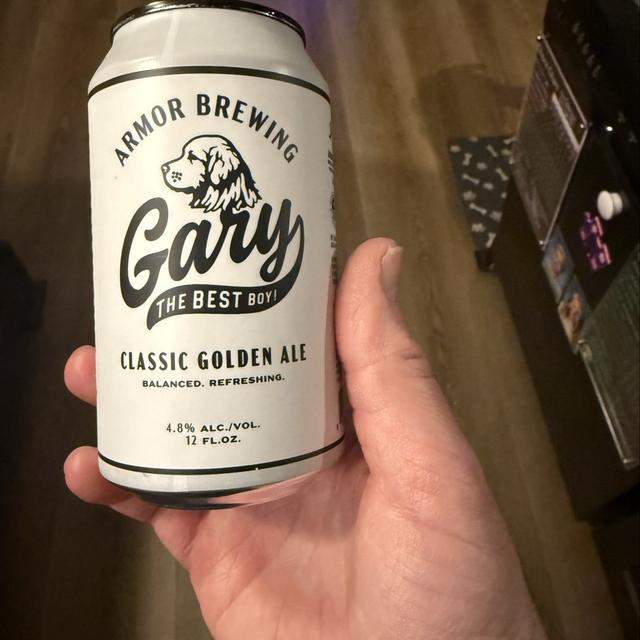 ARMOR BREWING
Gary
THE BEST BOY!
CLASSIC GOLDEN ALE
BALANCED. REFRESHING.
4.8% ALC./VOL.
12 FL.OZ.